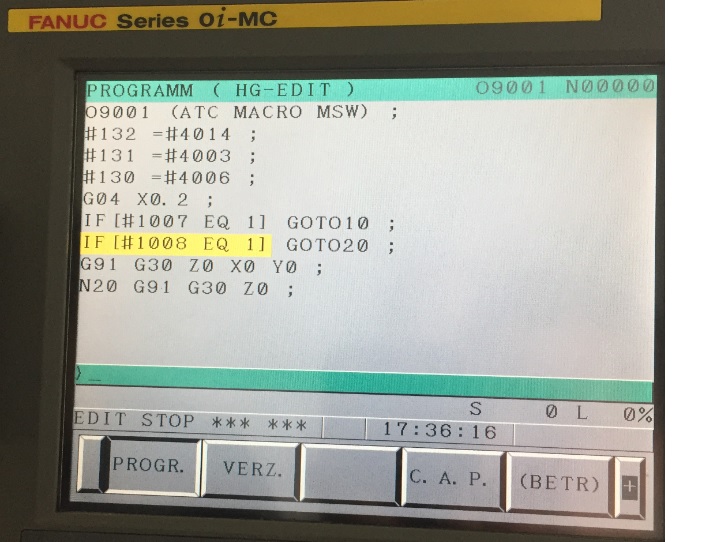 FANUC Series 0i-MC
PROGRAMM ( HG-EDIT ) O9001 N00000
O9001 (ATC MACRO MSW) ;
#132 =#4014 ;
#131 =#4003 ;
#130 =#4006 ;
G04 X0.2 ;
IF[#1007 EQ 1] GOTO10 ;
IF[#1008 EQ 1] GOTO20 ;
G91 G30 Z0 X0 Y0 ;
N20 G91 G30 Z0 ;
>_
S 0 L 0%
EDIT STOP *** *** 17:36:16
PROGR. VERZ. C. A. P. (BETR) +